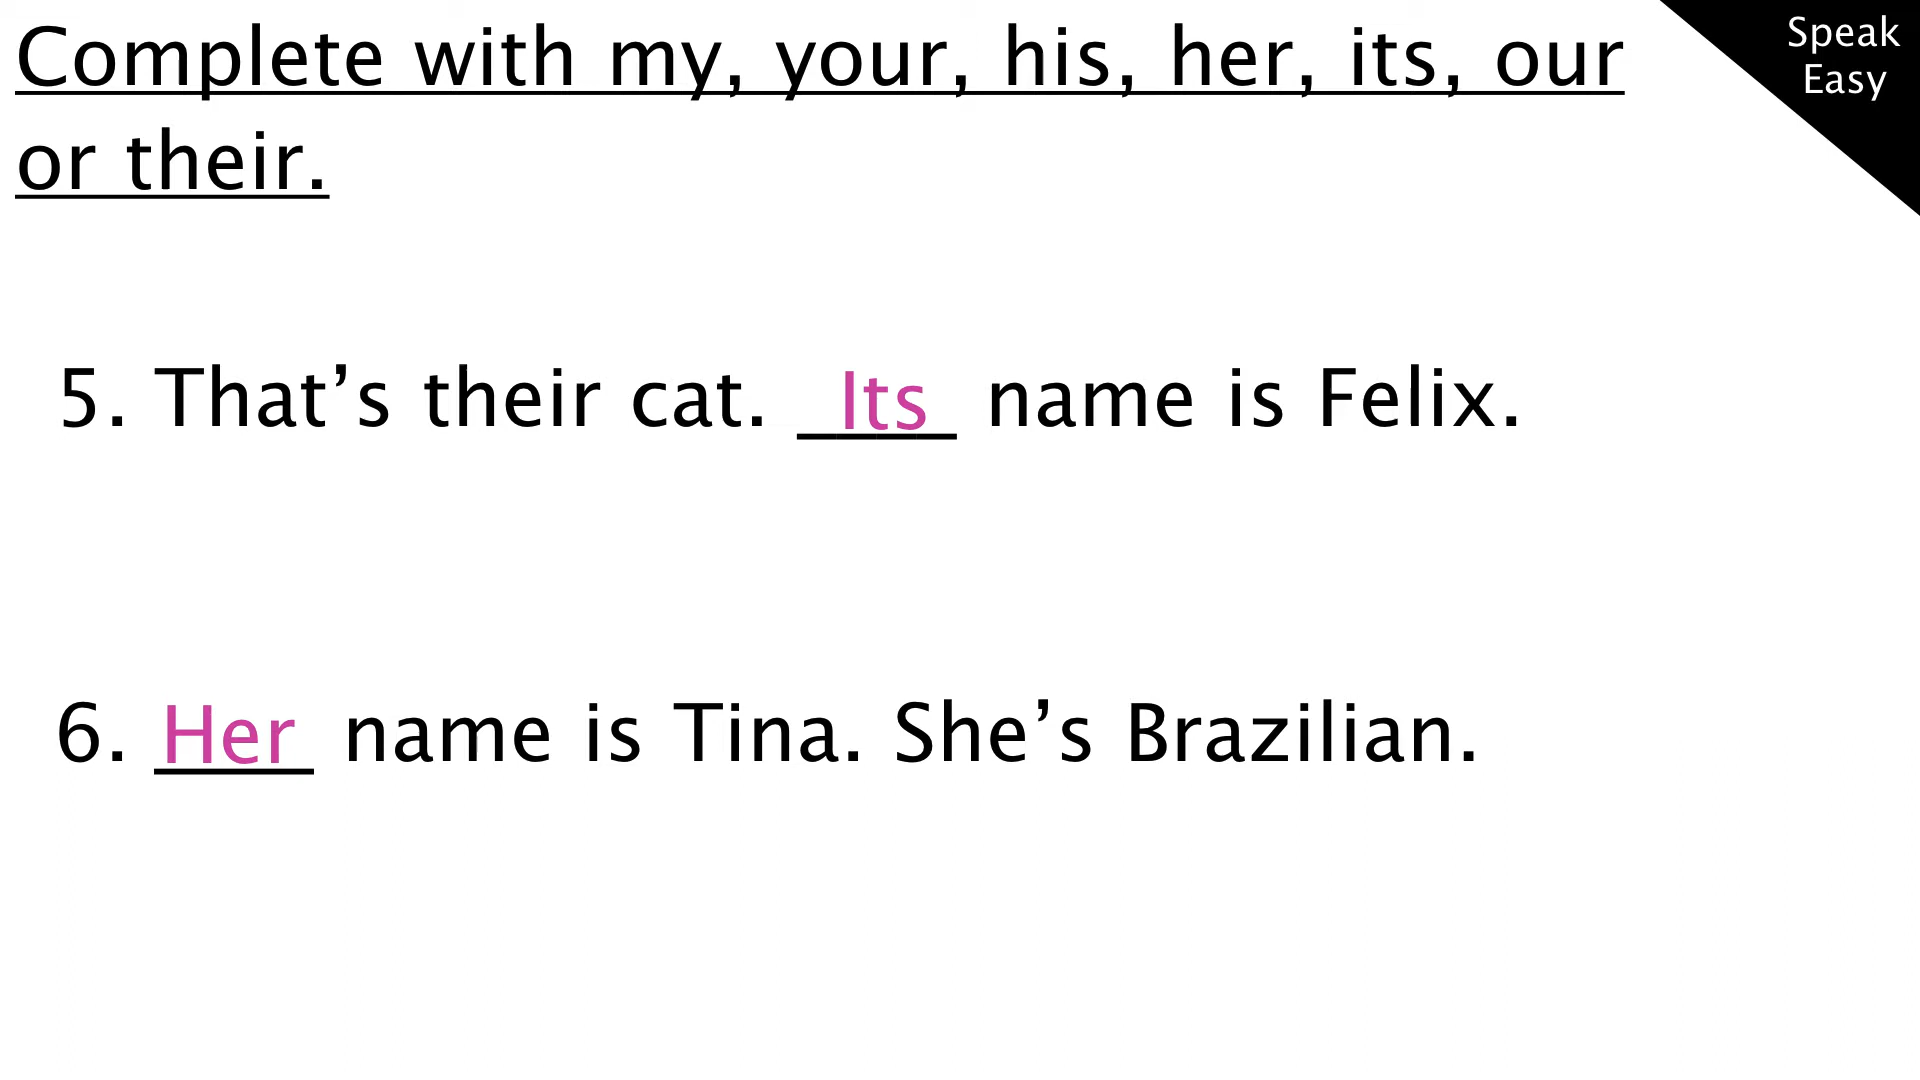 Complete with my, your, his, her, its, our
or their.
Speak
Easy
5. That’s their cat. Its name is Felix.
6. Her name is Tina. She’s Brazilian.